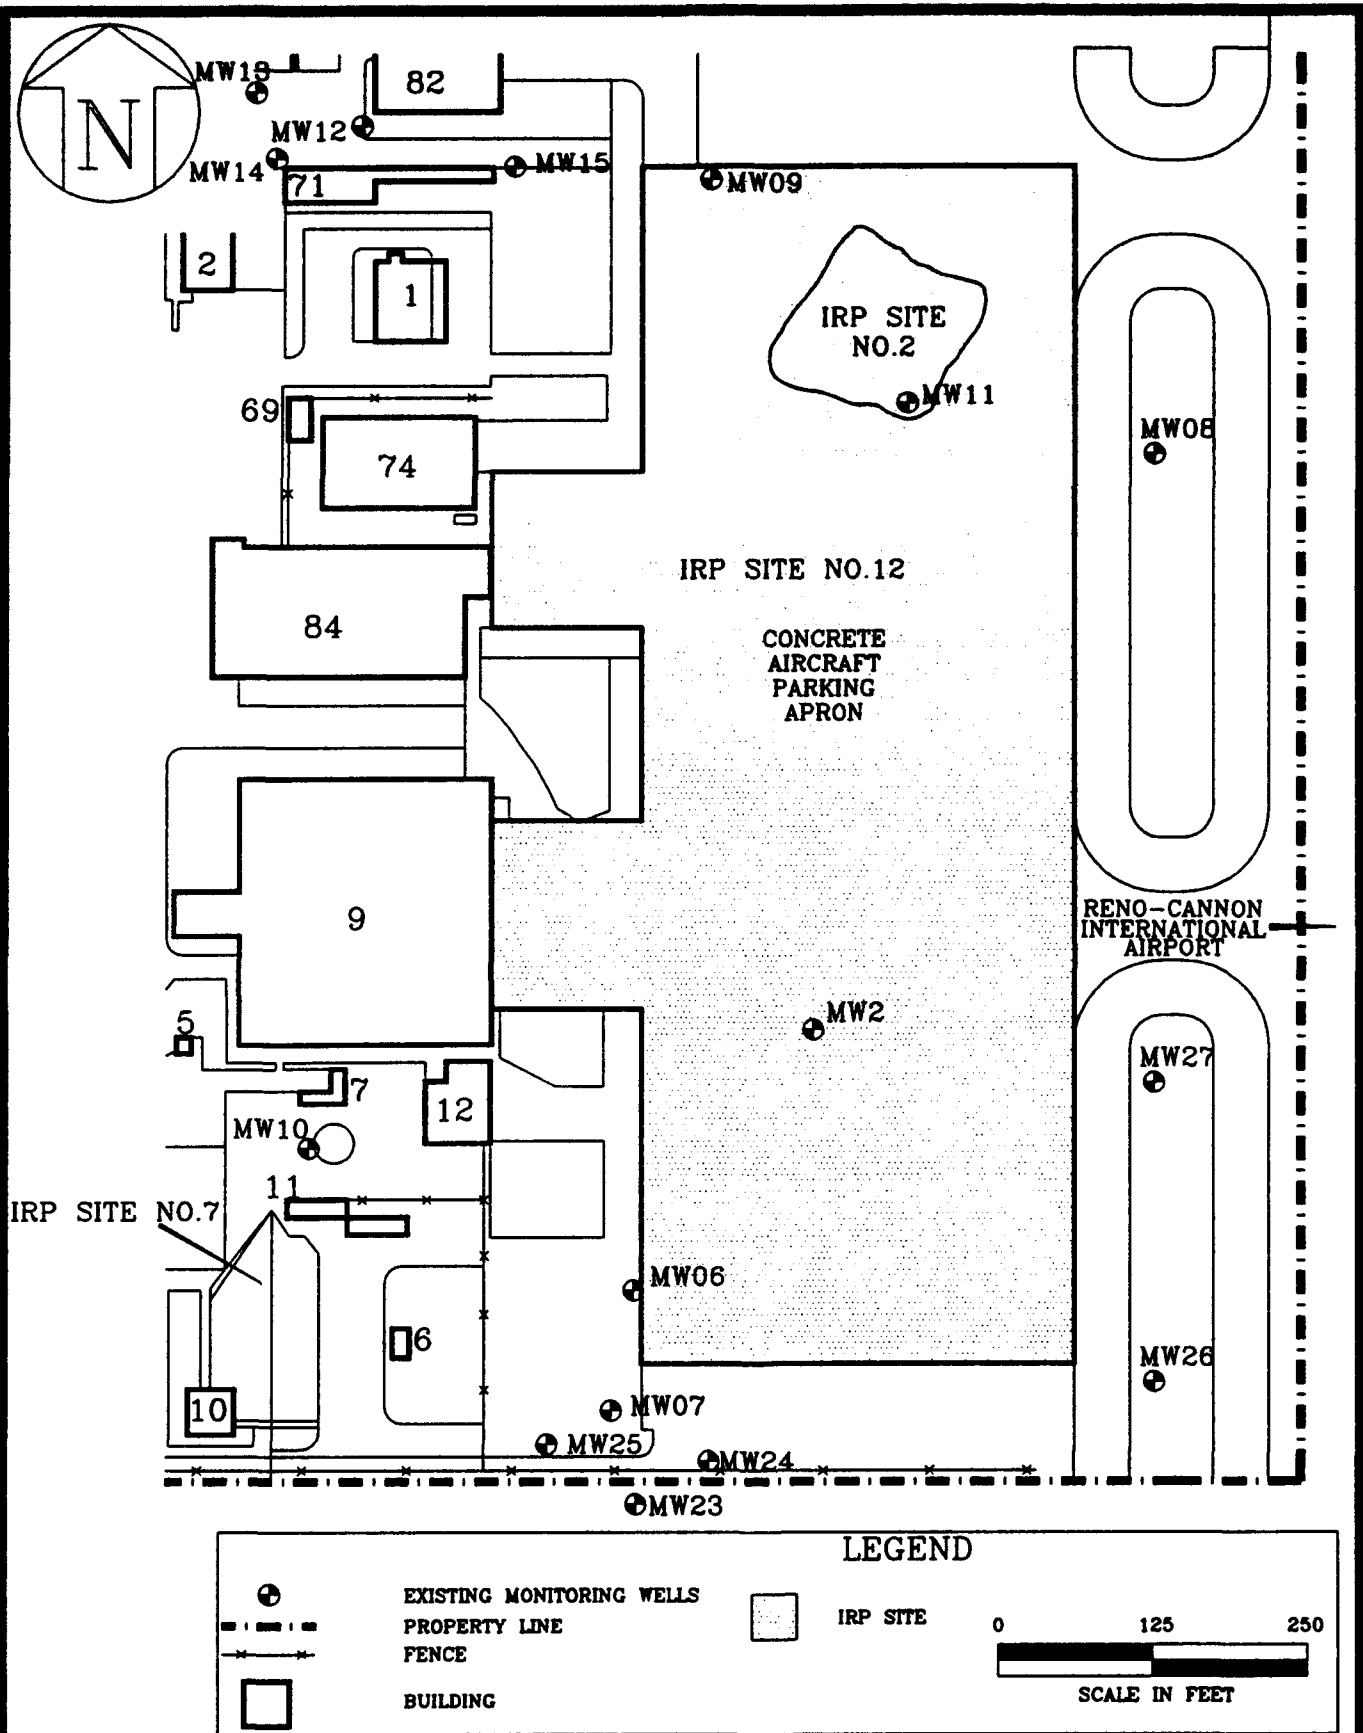 N
MW13
82
MW12
MW14
MW15
71
MW09
2
1
IRP SITE
NO.2
MW11
69
MW08
74
IRP SITE NO.12
84
CONCRETE
AIRCRAFT
PARKING
APRON
9
RENO-CANNON
INTERNATIONAL
AIRPORT
5
MW2
MW27
7
12
MW10
11
IRP SITE NO.7
MW06
6
MW26
10
MW07
MW25
MW24
MW23
LEGEND
EXISTING MONITORING WELLS
PROPERTY LINE
FENCE
BUILDING
IRP SITE
0 125 250
SCALE IN FEET